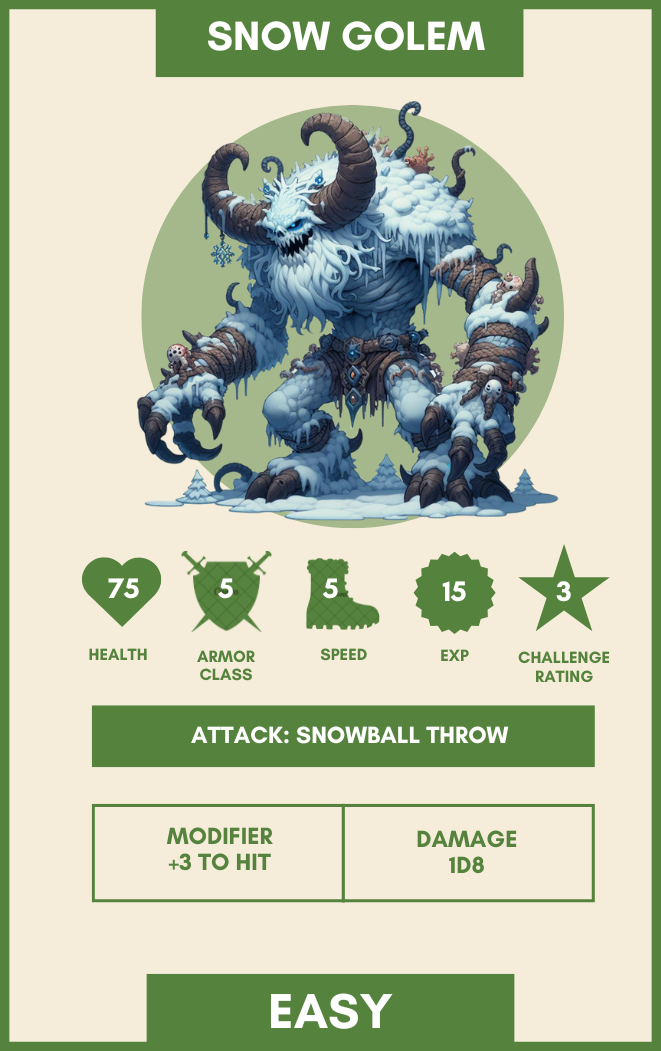 SNOW GOLEM
75
5
5
15
3
HEALTH
ARMOR
CLASS
SPEED
EXP
CHALLENGE
RATING
ATTACK: SNOWBALL THROW
MODIFIER
+3 TO HIT
DAMAGE
1D8
EASY